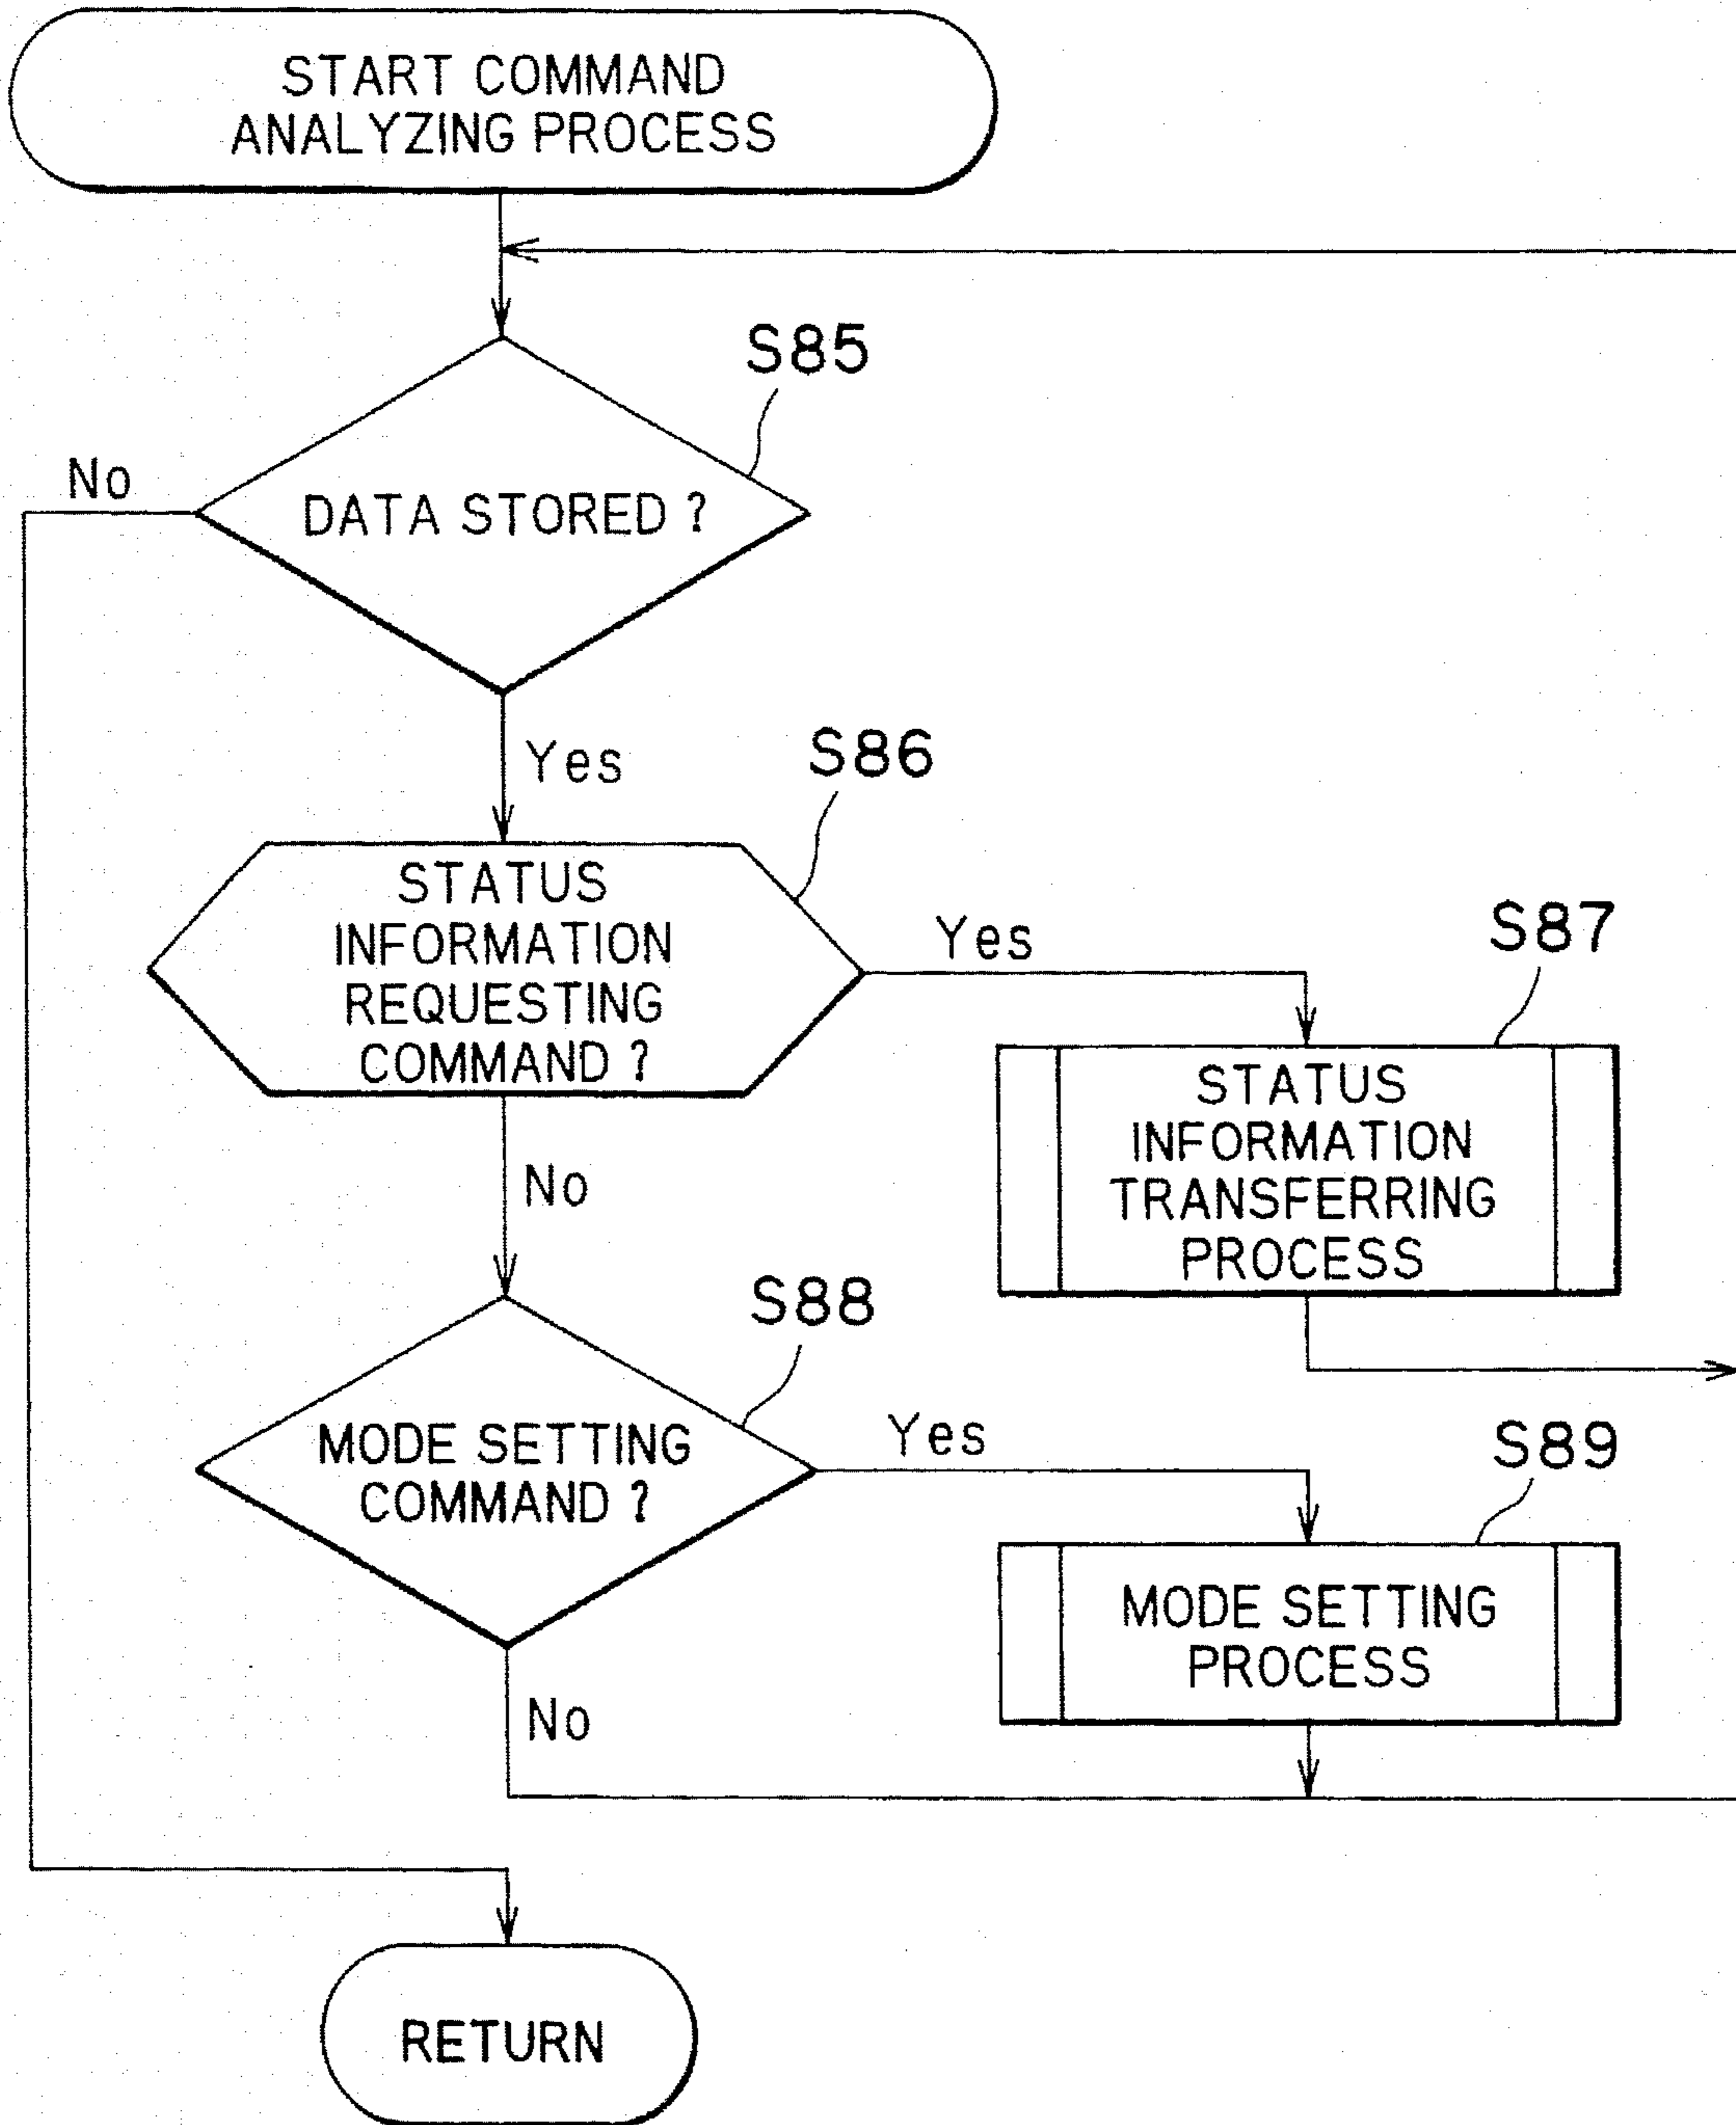 START COMMAND
ANALYZING PROCESS
S85
No
DATA STORED ?
Yes
S86
STATUS
INFORMATION
REQUESTING
COMMAND ?
Yes
S87
STATUS
INFORMATION
TRANSFERRING
PROCESS
No
S88
MODE SETTING
COMMAND ?
Yes
S89
MODE SETTING
PROCESS
No
RETURN